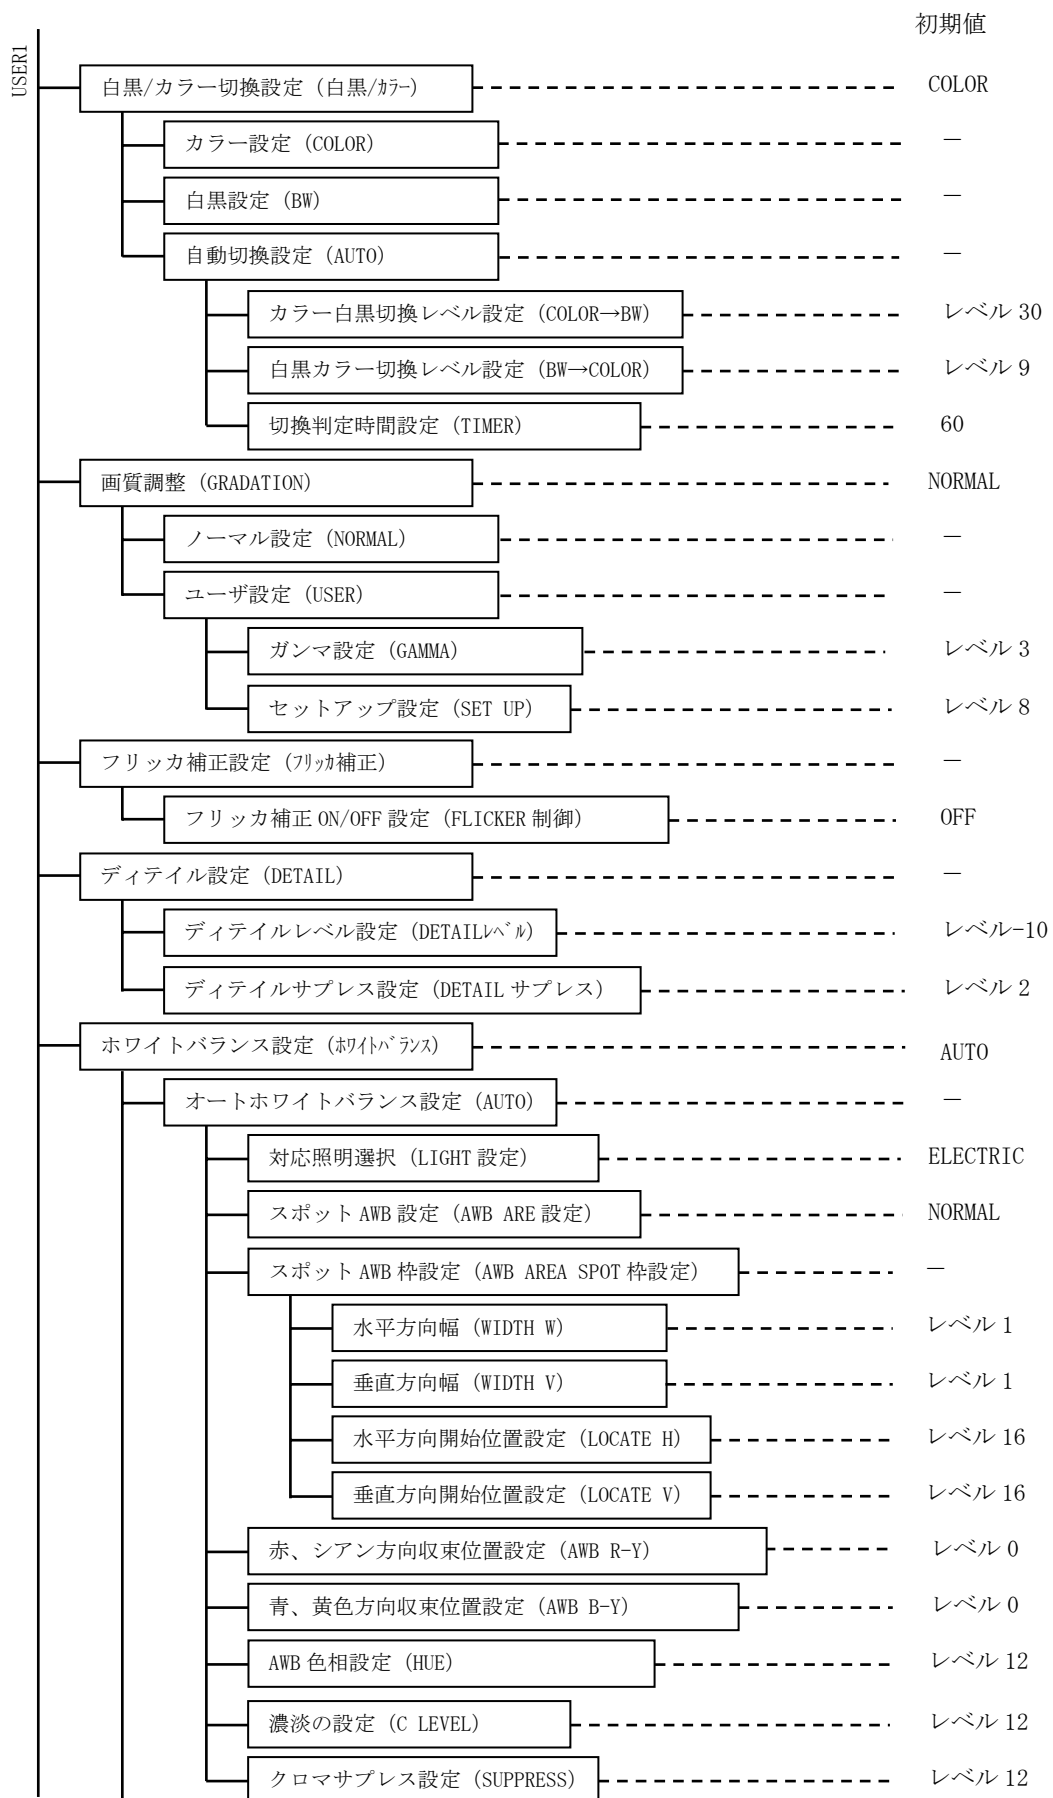 初期値
USER1
白黒/カラー切換設定（白黒/ｶﾗｰ） COLOR
カラー設定（COLOR） －
白黒設定（BW） －
自動切換設定（AUTO） －
カラー白黒切換レベル設定（COLOR→BW） レベル 30
白黒カラー切換レベル設定（BW→COLOR） レベル 9
切換判定時間設定（TIMER） 60
画質調整（GRADATION） NORMAL
ノーマル設定（NORMAL） －
ユーザ設定（USER） －
ガンマ設定（GAMMA） レベル 3
セットアップ設定（SET UP） レベル 8
フリッカ補正設定（ﾌﾘｯｶ補正） －
フリッカ補正 ON/OFF 設定（FLICKER 制御） OFF
ディテイル設定（DETAIL） －
ディテイルレベル設定（DETAILﾚﾍﾞﾙ） レベル-10
ディテイルサプレス設定（DETAIL サプレス） レベル 2
ホワイトバランス設定（ﾎﾜｲﾄﾊﾞﾗﾝｽ） AUTO
オートホワイトバランス設定（AUTO） －
対応照明選択（LIGHT 設定） ELECTRIC
スポット AWB 設定（AWB ARE 設定） NORMAL
スポット AWB 枠設定（AWB AREA SPOT 枠設定） －
水平方向幅（WIDTH W） レベル 1
垂直方向幅（WIDTH V） レベル 1
水平方向開始位置設定（LOCATE H） レベル 16
垂直方向開始位置設定（LOCATE V） レベル 16
赤、シアン方向収束位置設定（AWB R-Y） レベル 0
青、黄色方向収束位置設定（AWB B-Y） レベル 0
AWB 色相設定（HUE） レベル 12
濃淡の設定（C LEVEL） レベル 12
クロマサプレス設定（SUPPRESS） レベル 12